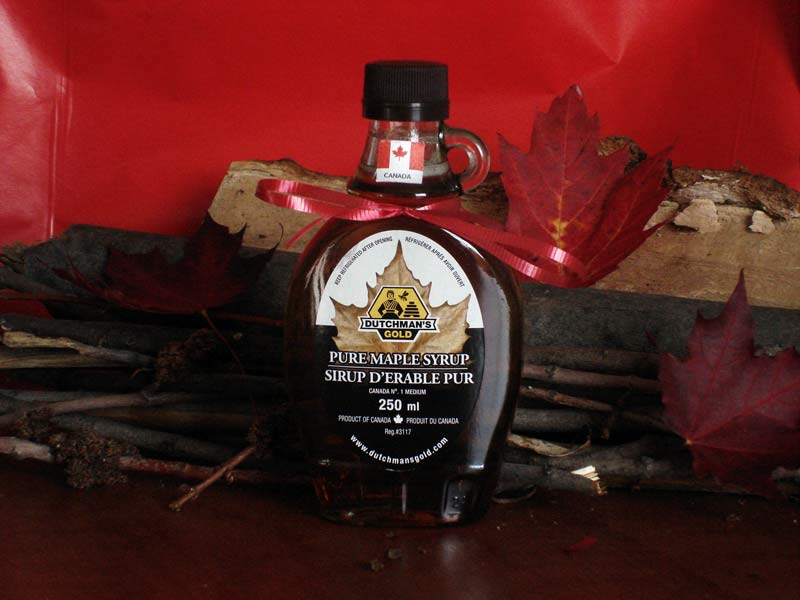 CANADA
KEEP REFRIGERATED AFTER OPENING
RÉFRIGÉRER APRÈS AVOIR OUVERT
DUTCHMAN'S
GOLD
PURE MAPLE SYRUP
SIROP D'ERABLE PUR
CANADA Nº. 1 MEDIUM
250 ml
PRODUCT OF CANADA PRODUIT DU CANADA
Reg.#3117
www.dutchmansgold.com